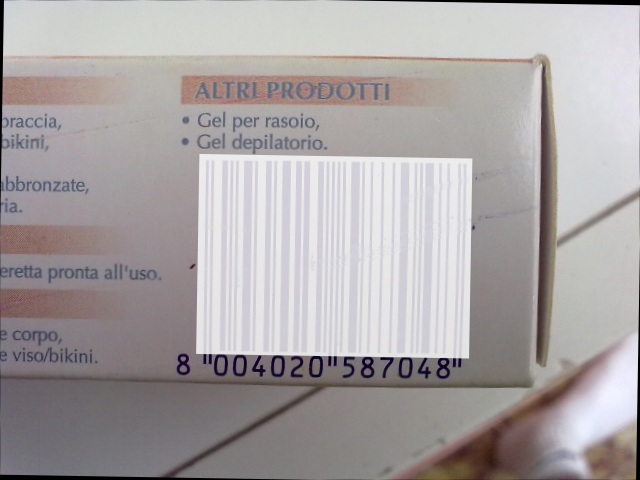 braccia,
bikini,
abbronzate,
eretta pronta all'uso.
e corpo,
e viso/bikini.
ALTRI PRODOTTI
• Gel per rasoio,
• Gel depilatorio.
8 "004020"587048"